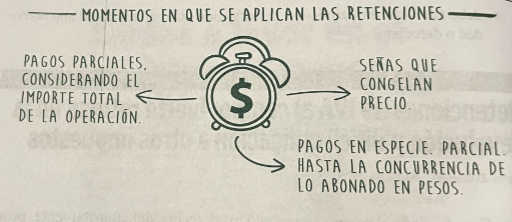 MOMENTOS EN QUE SE APLICAN LAS RETENCIONES
PAGOS PARCIALES,
CONSIDERANDO EL
IMPORTE TOTAL
DE LA OPERACIÓN.
$
SEÑAS QUE
CONGELAN
PRECIO.
PAGOS EN ESPECIE. PARCIAL.
HASTA LA CONCURRENCIA DE
LO ABONADO EN PESOS.